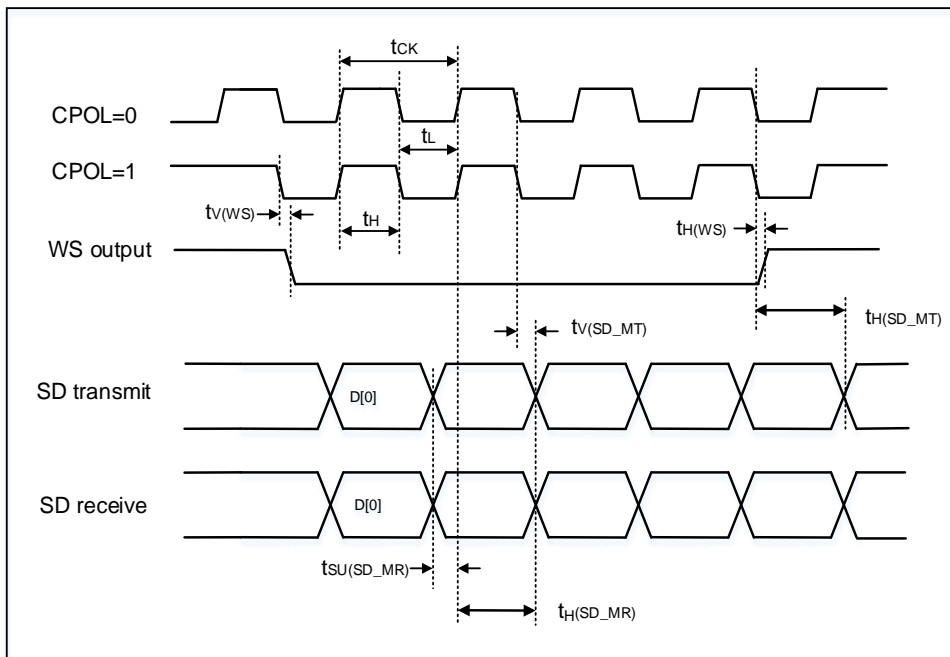 tCK
CPOL=0
tL
CPOL=1
tV(WS)
tH
tH(WS)
WS output
tV(SD_MT)
tH(SD_MT)
SD transmit
D[0]
SD receive
D[0]
tSU(SD_MR)
tH(SD_MR)